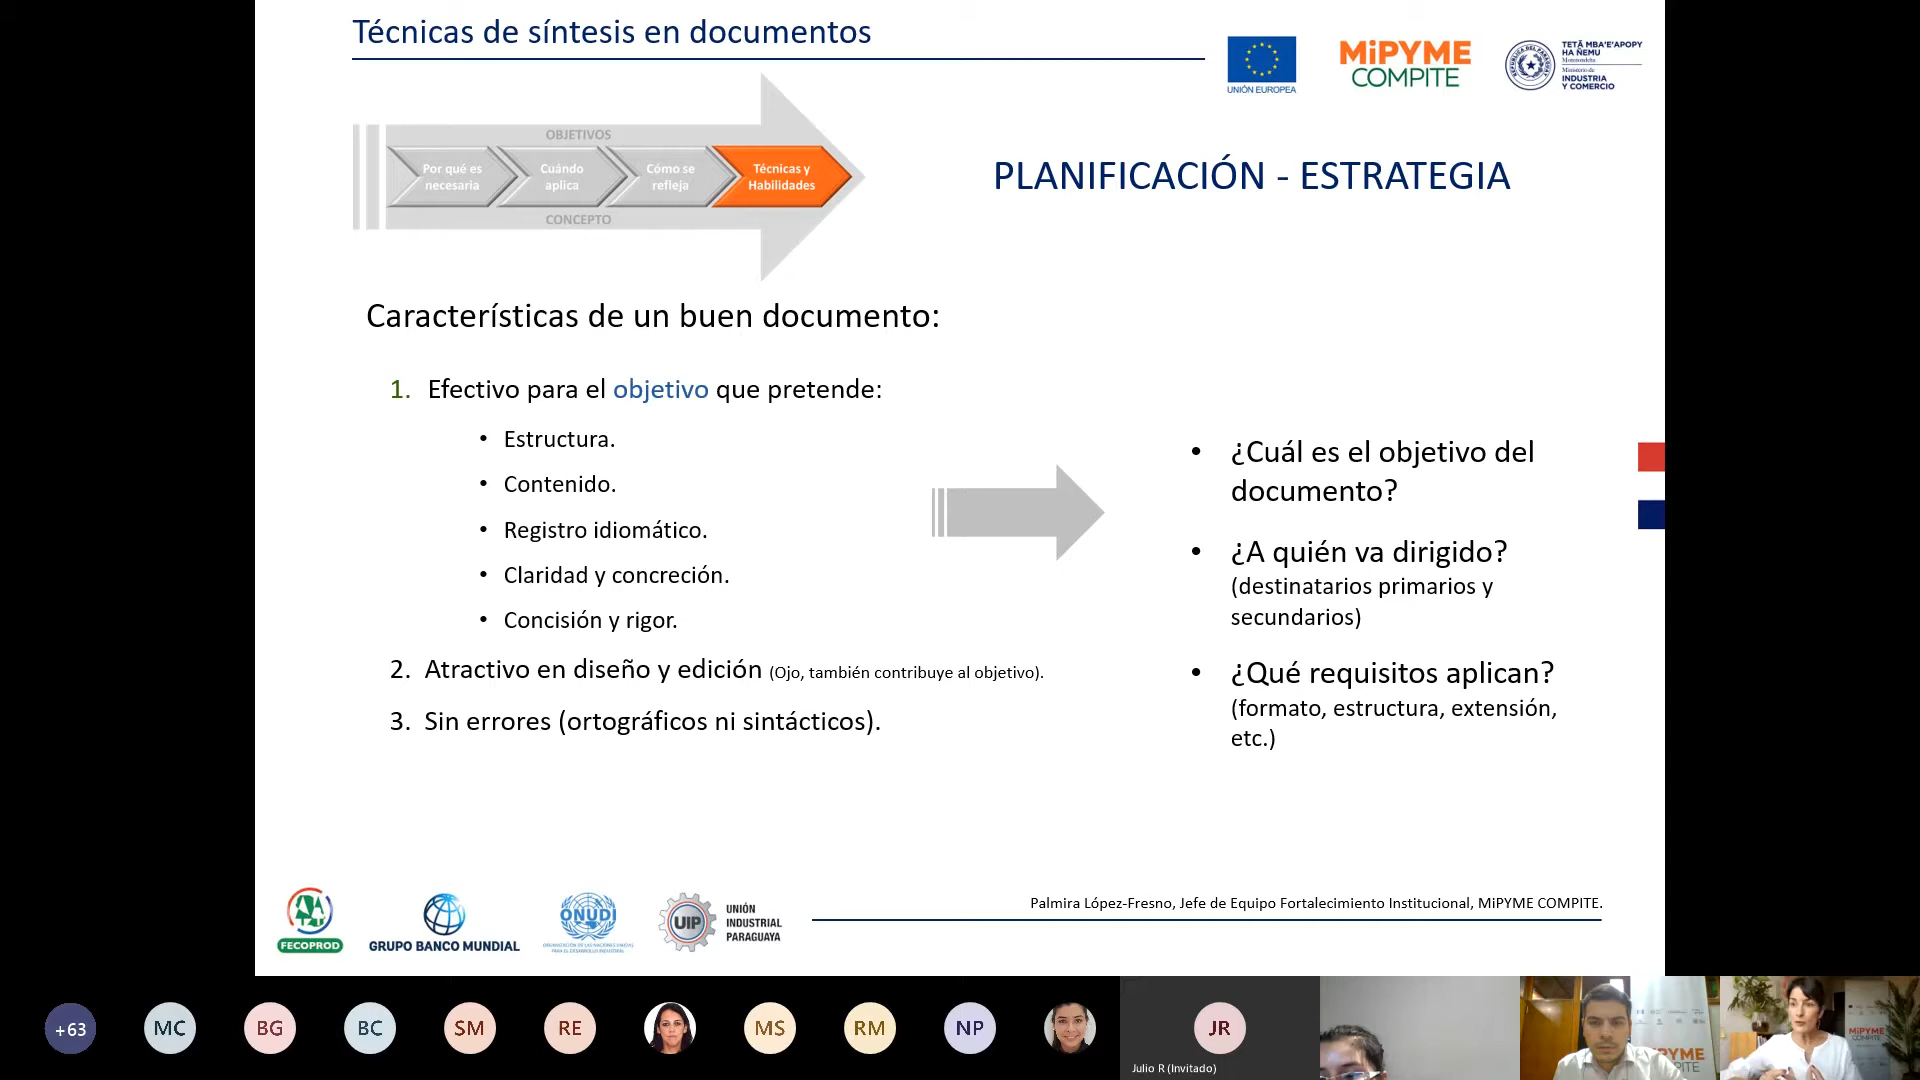 Técnicas de síntesis en documentos
UNIÓN EUROPEA
MiPYME
COMPITE
TETÃ MBA'E'APOPY
HA ÑEMU
Ministerio de
INDUSTRIA
Y COMERCIO
OBJETIVOS
Por qué es
necesaria
Cuándo
aplica
Cómo se
refleja
Técnicas y
Habilidades
CONCEPTO
PLANIFICACIÓN - ESTRATEGIA
Características de un buen documento:
1. Efectivo para el objetivo que pretende:
• Estructura.
• Contenido.
• Registro idiomático.
• Claridad y concreción.
• Concisión y rigor.
2. Atractivo en diseño y edición (Ojo, también contribuye al objetivo).
3. Sin errores (ortográficos ni sintácticos).
• ¿Cuál es el objetivo del
documento?
• ¿A quién va dirigido?
(destinatarios primarios y
secundarios)
• ¿Qué requisitos aplican?
(formato, estructura, extensión,
etc.)
Palmira López-Fresno, Jefe de Equipo Fortalecimiento Institucional, MiPYME COMPITE.
FECOPROD
GRUPO BANCO MUNDIAL
ONUDI
UIP
UNIÓN
INDUSTRIAL
PARAGUAYA
+63
MC
BG
BC
SM
RE
MS
RM
NP
JR
Julio R (Invitado)
MiPYME
COMPITE